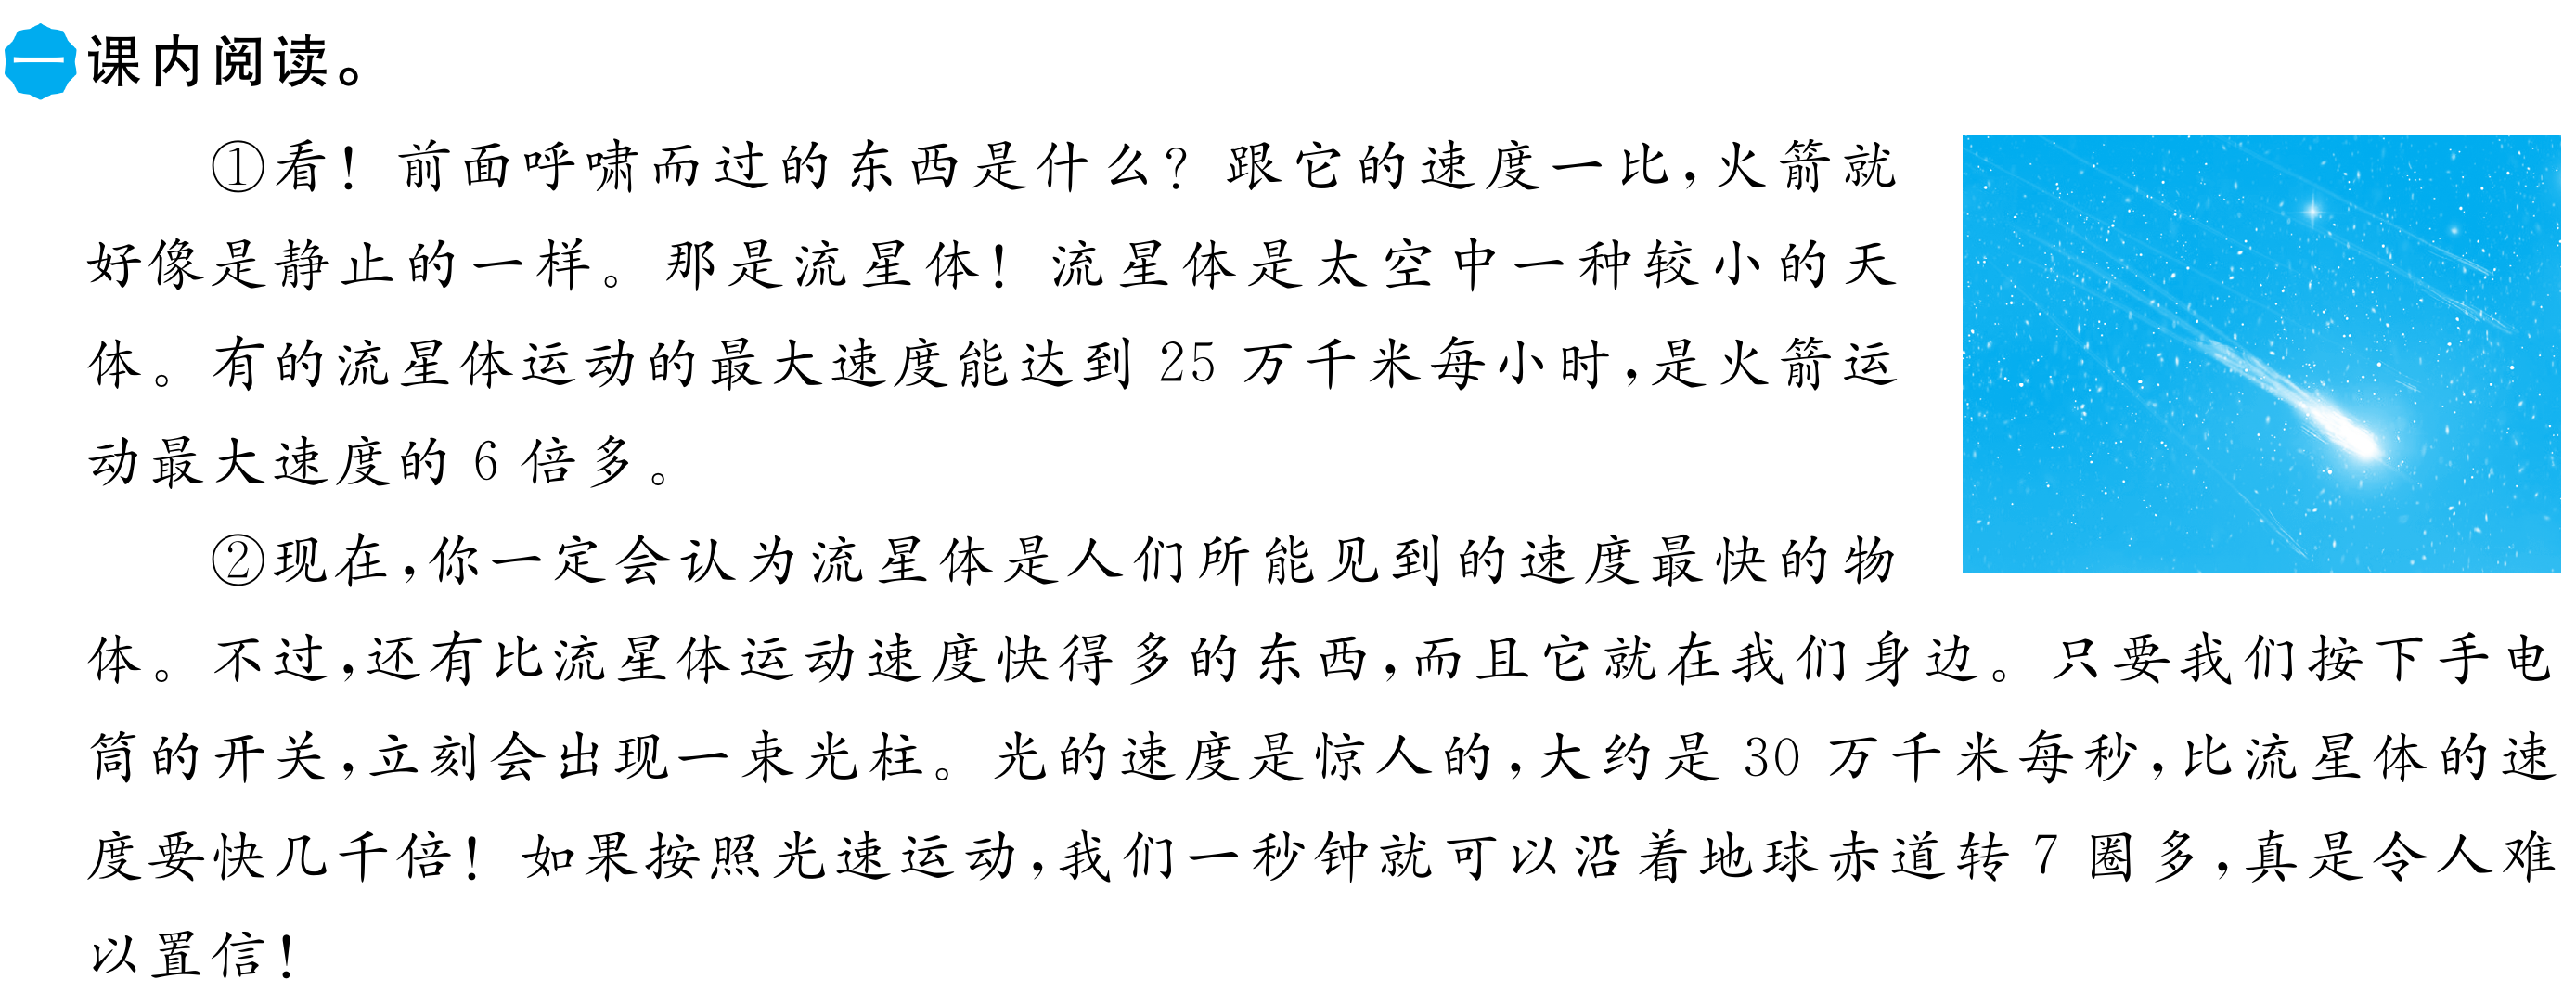 一 课内阅读。
①看！前面呼啸而过的东西是什么？跟它的速度一比，火箭就
好像是静止的一样。那是流星体！流星体是太空中一种较小的天
体。有的流星体运动的最大速度能达到 25 万千米每小时，是火箭运
动最大速度的 6 倍多。
②现在，你一定会认为流星体是人们所能见到的速度最快的物
体。不过，还有比流星体运动速度快得多的东西，而且它就在我们身边。只要我们按下手电
筒的开关，立刻会出现一束光柱。光的速度是惊人的，大约是 30 万千米每秒，比流星体的速
度要快几千倍！如果按照光速运动，我们一秒钟就可以沿着地球赤道转 7 圈多，真是令人难
以置信！